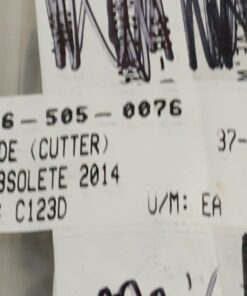 6-505-0076
DE (CUTTER) 37-
BSOLETE 2014
: C123D U/M: EA